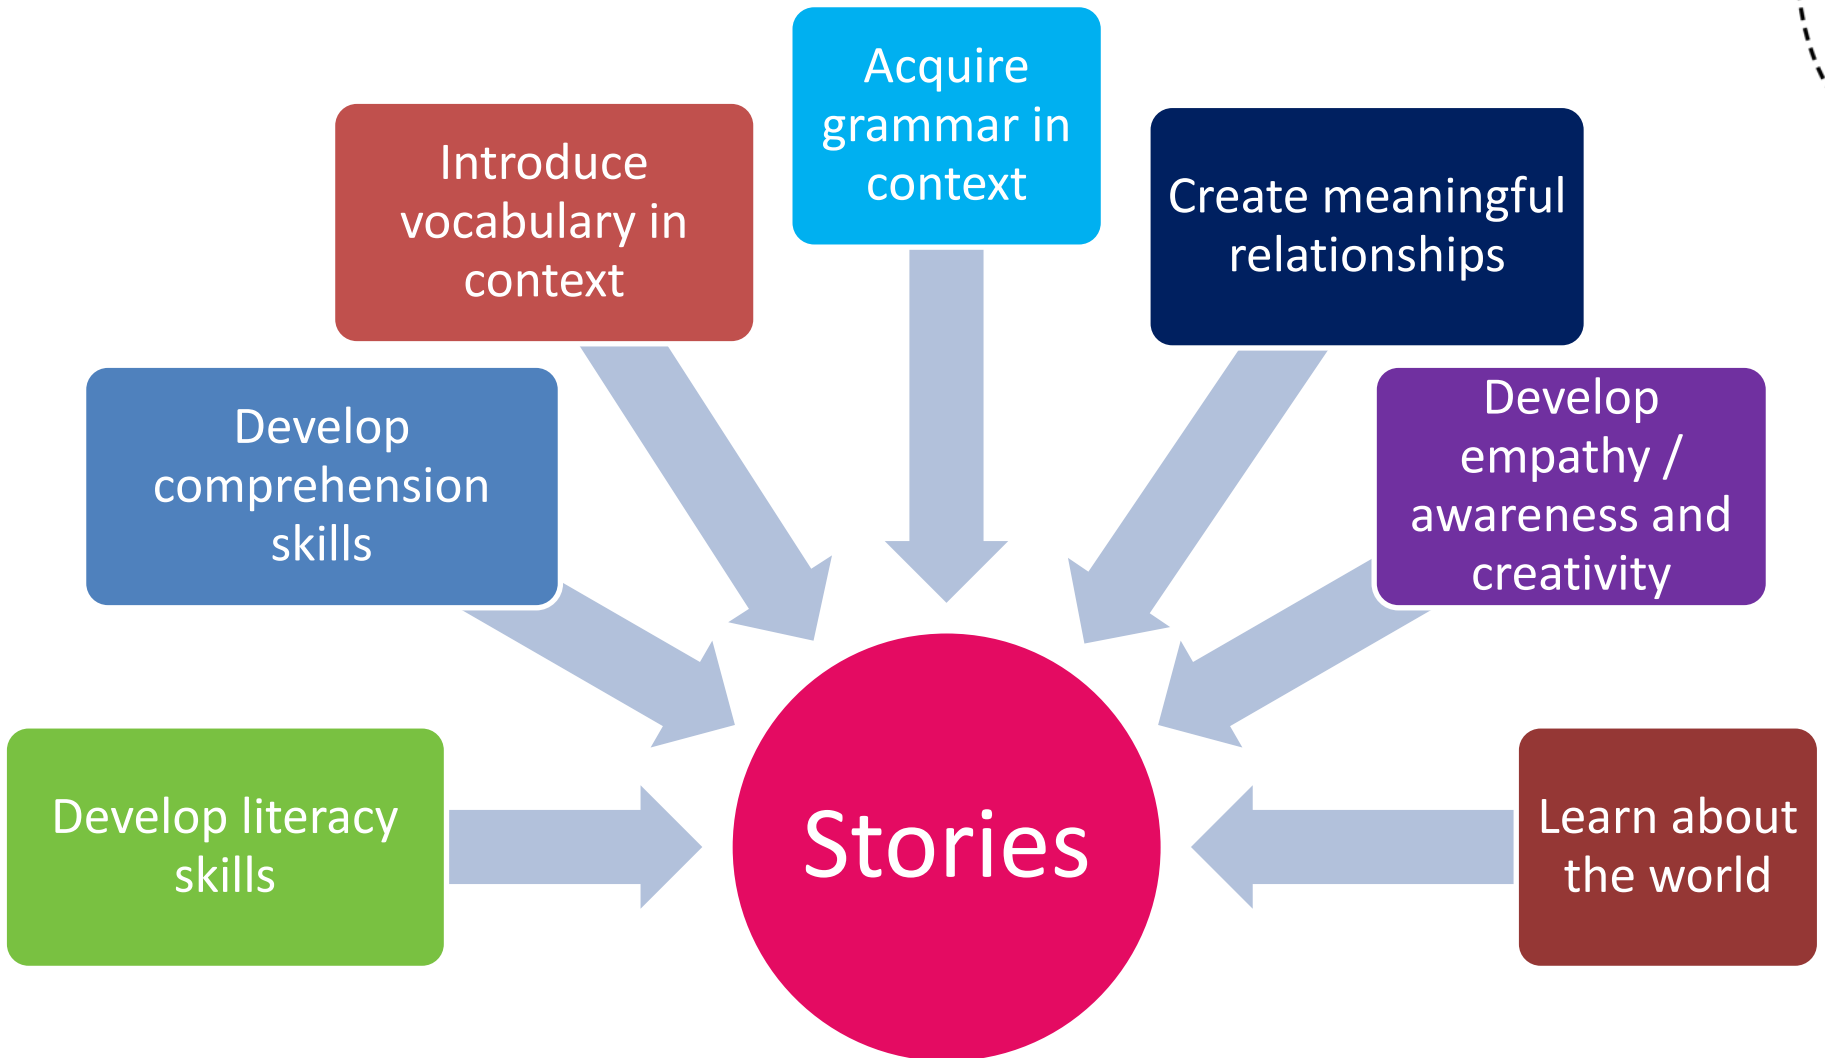 Acquire
grammar in
context
Introduce
vocabulary in
context
Create meaningful
relationships
Develop
comprehension
skills
Develop
empathy /
awareness and
creativity
Develop literacy
skills
Stories
Learn about
the world